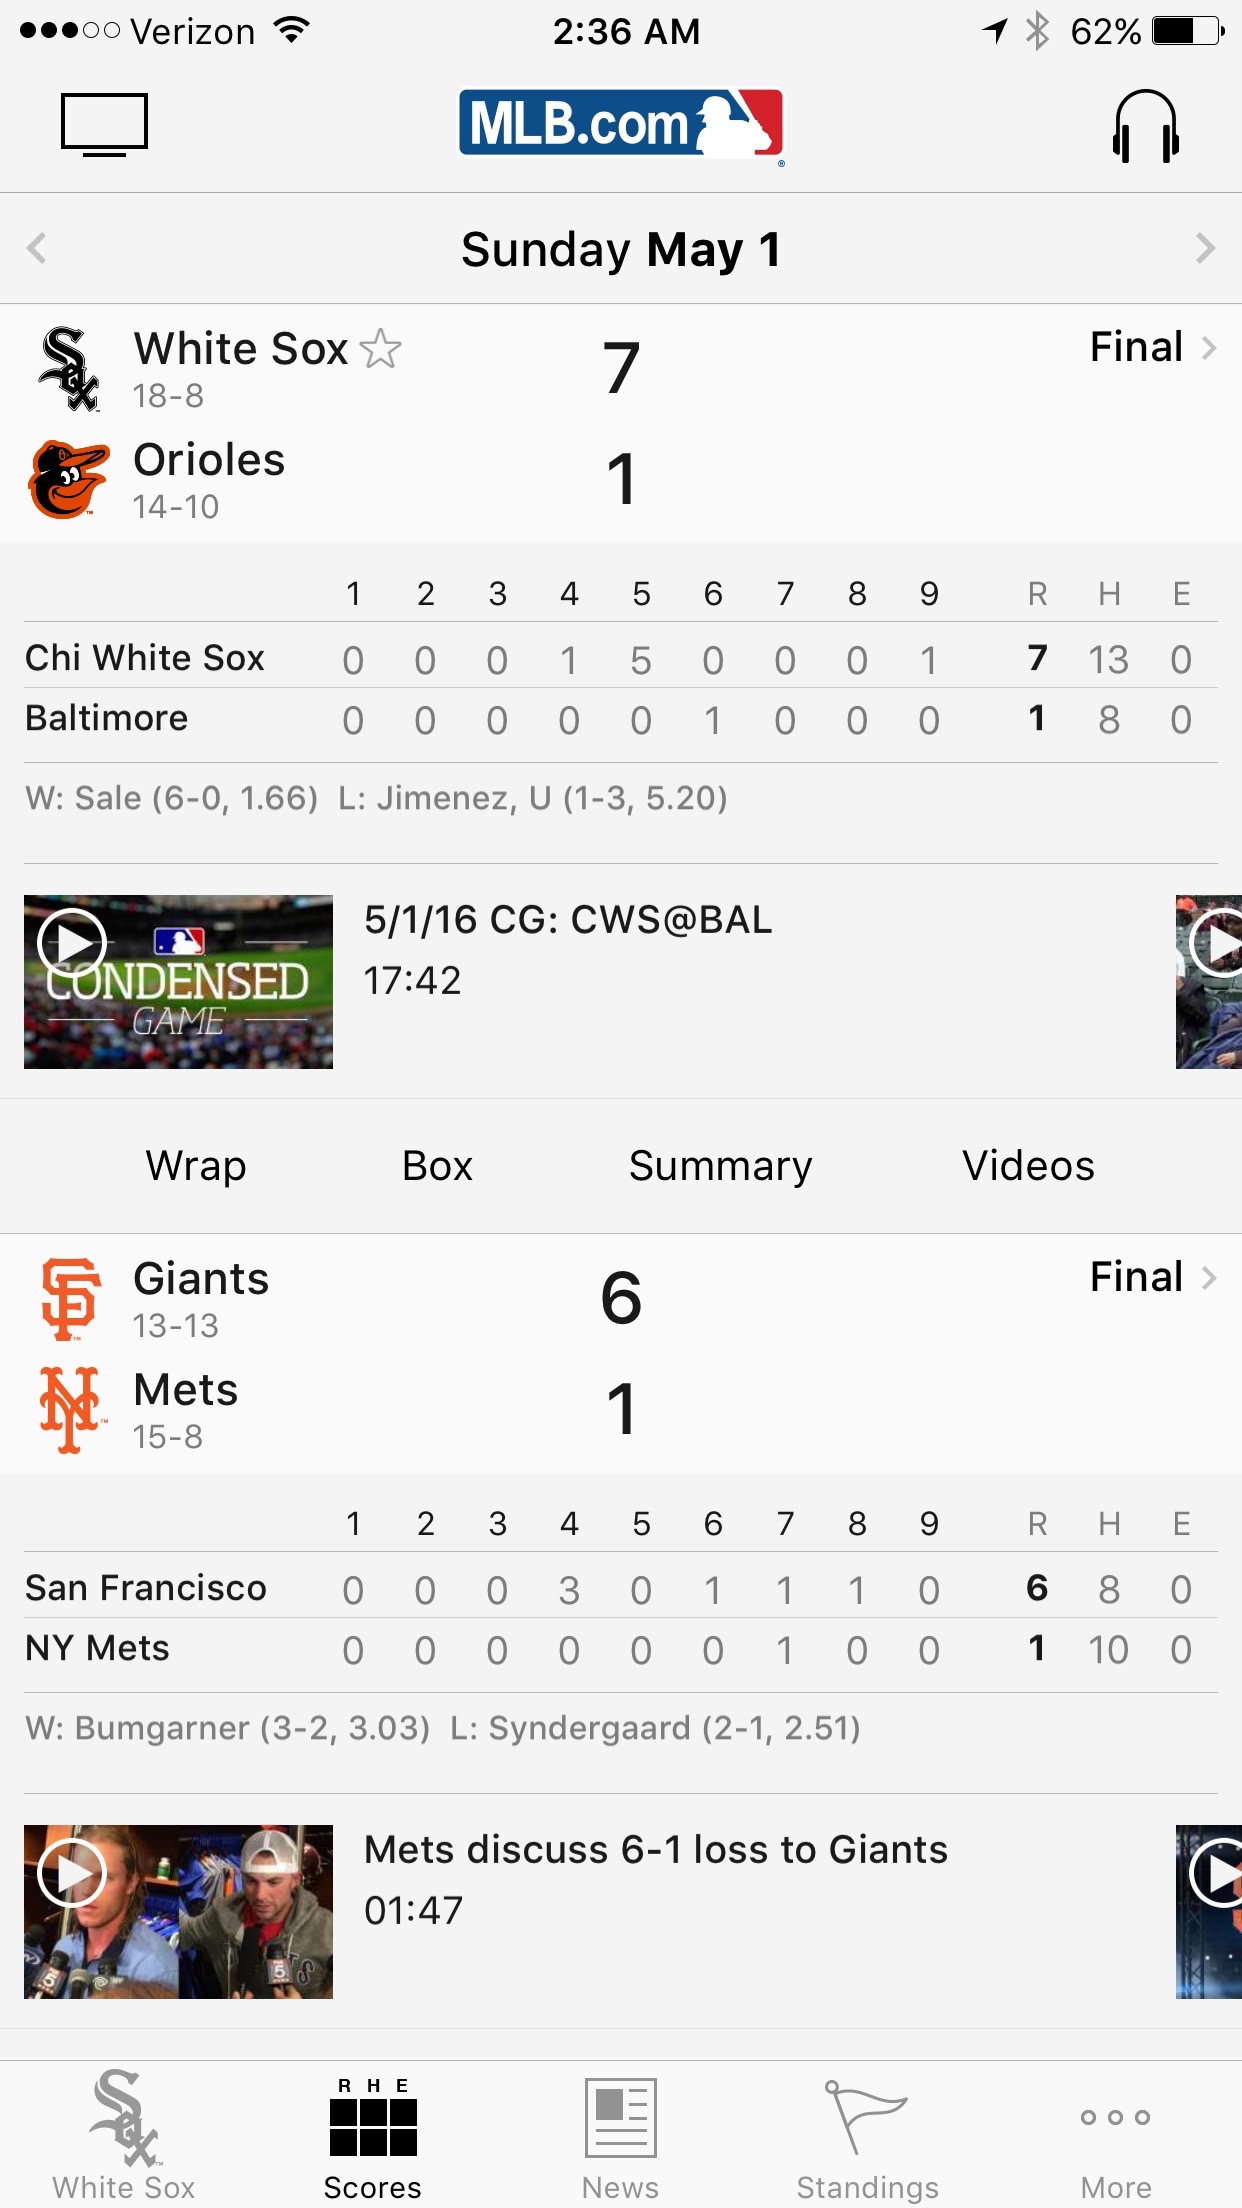 Verizon 2:36 AM 62%
MLB.com
Sunday May 1
White Sox 7 Final
18-8
Orioles 1
14-10
1 2 3 4 5 6 7 8 9 R H E
Chi White Sox 0 0 0 1 5 0 0 0 1 7 13 0
Baltimore 0 0 0 0 0 1 0 0 0 1 8 0
W: Sale (6-0, 1.66) L: Jimenez, U (1-3, 5.20)
CONDENSED
GAME
5/1/16 CG: CWS@BAL
17:42
Wrap Box Summary Videos
Giants 6 Final
13-13
Mets 1
15-8
1 2 3 4 5 6 7 8 9 R H E
San Francisco 0 0 0 3 0 1 1 1 0 6 8 0
NY Mets 0 0 0 0 0 0 1 0 0 1 10 0
W: Bumgarner (3-2, 3.03) L: Syndergaard (2-1, 2.51)
Mets discuss 6-1 loss to Giants
01:47
R H E
White Sox Scores News Standings More